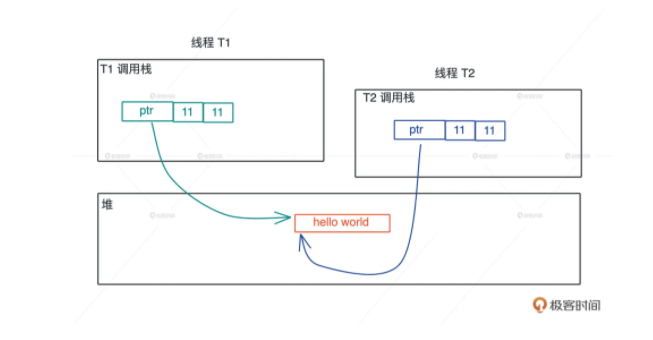 线程 T1
T1 调用栈
ptr 11 11
线程 T2
T2 调用栈
ptr 11 11
堆
hello world
极客时间